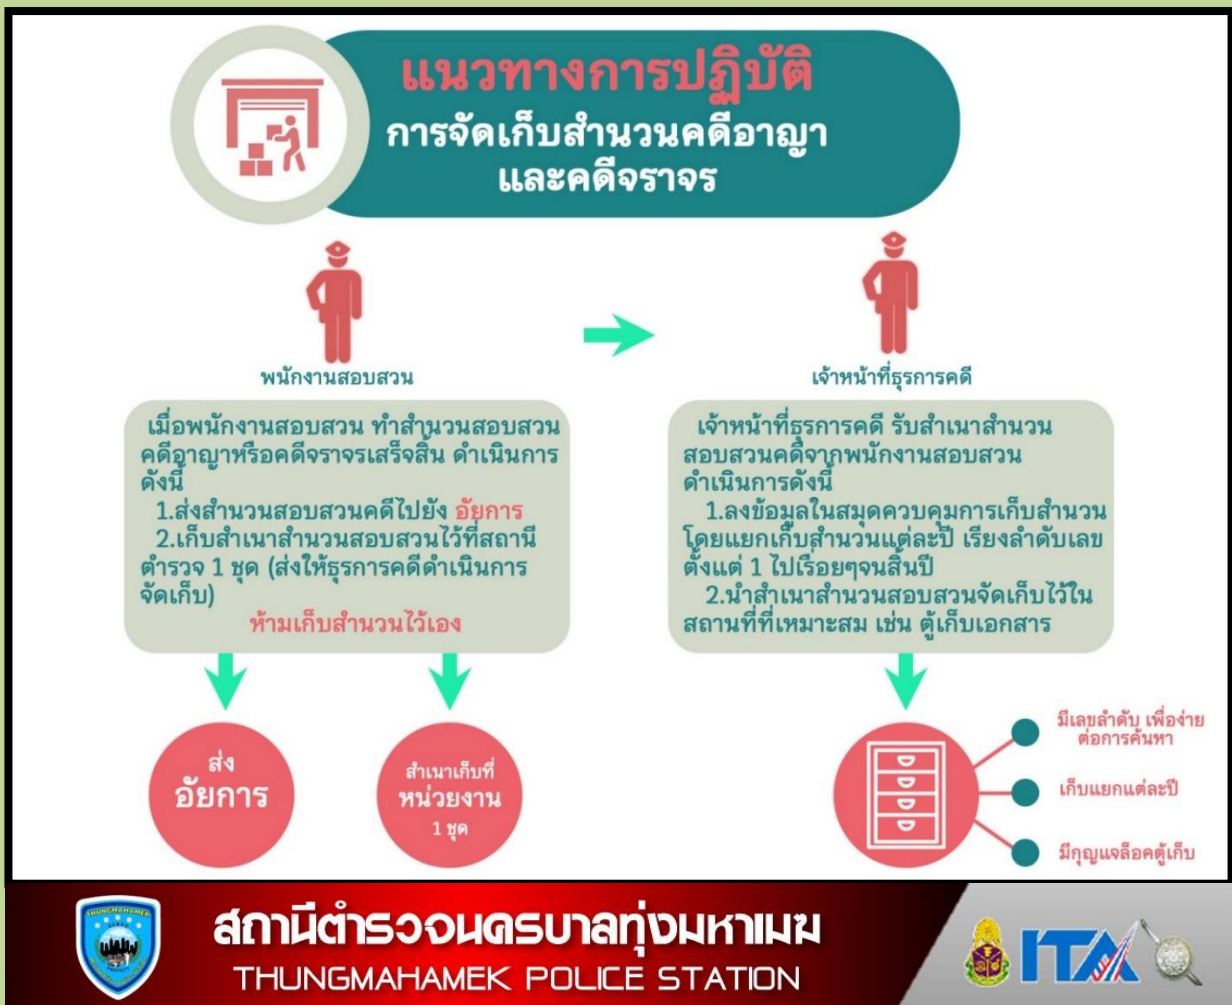 แนวทางการปฏิบัติ
การจัดเก็บสำนวนคดีอาญา
และคดีจราจร
พนักงานสอบสวน
เมื่อพนักงานสอบสวน ทำสำนวนสอบสวน
คดีอาญาหรือคดีจราจรเสร็จสิ้น ดำเนินการ
ดังนี้
1.ส่งสำนวนสอบสวนคดีไปยัง อัยการ
2.เก็บสำเนาสำนวนสอบสวนไว้ที่สถานี
ตำรวจ 1 ชุด (ส่งให้ธุรการคดีดำเนินการ
จัดเก็บ)
ห้ามเก็บสำนวนไว้เอง
ส่ง
อัยการ
สำเนาเก็บที่
หน่วยงาน
1 ชุด
เจ้าหน้าที่ธุรการคดี
เจ้าหน้าที่ธุรการคดี รับสำเนาสำนวน
สอบสวนคดีจากพนักงานสอบสวน
ดำเนินการดังนี้
1.ลงข้อมูลในสมุดควบคุมการเก็บสำนวน
โดยแยกเก็บสำนวนแต่ละปี เรียงลำดับเลข
ตั้งแต่ 1 ไปเรื่อยๆจนสิ้นปี
2.นำสำเนาสำนวนสอบสวนจัดเก็บไว้ใน
สถานที่ที่เหมาะสม เช่น ตู้เก็บเอกสาร
มีเลขลำดับ เพื่อง่าย
ต่อการค้นหา
เก็บแยกแต่ละปี
มีกุญแจล็อคตู้เก็บ
THUNGMAHAMEK
สถานีตำรวจนครบาลทุ่งมหาเมฆ
THUNGMAHAMEK POLICE STATION
ITA